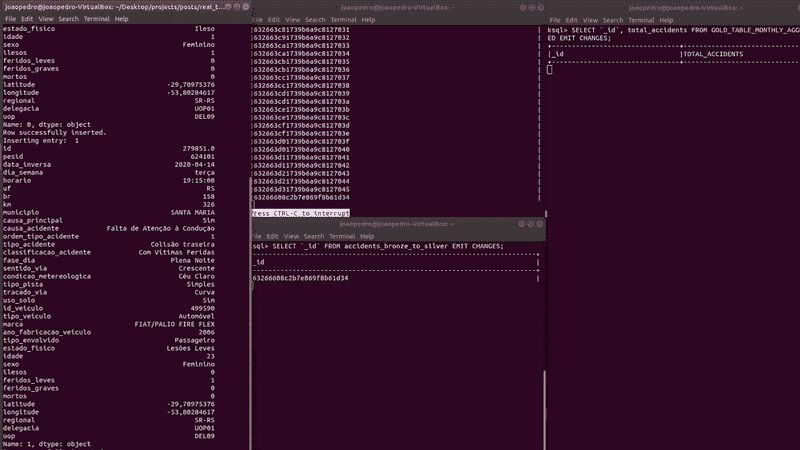 joaopedro@joaopedro-VirtualBox: ~/Desktop/projects/posts/real_t...
File Edit View Search Terminal Help
estado_fisico Ileso
idade 1
sexo Feminino
ilesos 1
feridos_leves 0
feridos_graves 0
mortos 0
latitude -29,70975376
longitude -53,80284617
regional SR-RS
delegacia UOP01
uop DEL09
Name: 0, dtype: object
Row successfully inserted.
Inserting entry: 1
id 279851.0
pesid 624101
data_inversa 2020-04-14
dia_semana terça
horario 19:15:00
uf RS
br 158
km 326
municipio SANTA MARIA
causa_principal Sim
causa_acidente Falta de Atenção à Condução
ordem_tipo_acidente 1
tipo_acidente Colisão traseira
classificacao_acidente Com Vítimas Feridas
fase_dia Plena Noite
sentido_via Crescente
condicao_metereologica Céu Claro
tipo_pista Simples
tracado_via Curva
uso_solo Sim
id_veiculo 499590
tipo_veiculo Automóvel
marca FIAT/PALIO FIRE FLEX
ano_fabricacao_veiculo 2006
tipo_envolvido Passageiro
estado_fisico Lesões Leves
idade 23
sexo Feminino
ilesos 0
feridos_leves 1
feridos_graves 0
mortos 0
latitude -29,70975376
longitude -53,80284617
regional SR-RS
delegacia UOP01
uop DEL09
Name: 1, dtype: object
joaopedro@joaopedro-VirtualBox: ~
File Edit View Search Terminal Help
|632663c81739b6a9c8127031 |
|632663c91739b6a9c8127032 |
|632663c91739b6a9c8127033 |
|632663ca1739b6a9c8127034 |
|632663cb1739b6a9c8127035 |
|632663cb1739b6a9c8127036 |
|632663cc1739b6a9c8127037 |
|632663cd1739b6a9c8127038 |
|632663cd1739b6a9c8127039 |
|632663cd1739b6a9c812703a |
|632663ce1739b6a9c812703b |
|632663ce1739b6a9c812703c |
|632663cf1739b6a9c812703d |
|632663cf1739b6a9c812703e |
|632663d01739b6a9c812703f |
|632663d01739b6a9c8127040 |
|632663d11739b6a9c8127041 |
|632663d21739b6a9c8127042 |
|632663d21739b6a9c8127043 |
|632663d31739b6a9c8127044 |
|632663d31739b6a9c8127045 |
|63266608c2b7e869f8b61d34 |
Press CTRL-C to interrupt
joaopedro@joaopedro-VirtualBox: ~
File Edit View Search Terminal Help
sql> SELECT `_id` FROM accidents_bronze_to_silver EMIT CHANGES;
_id |
63266608c2b7e869f8b61d34 |
joaopedro@joaopedro-VirtualBox: ~
File Edit View Search Terminal Help
ksql> SELECT `_id`, total_accidents FROM GOLD_TABLE_MONTHLY_AGG
ED EMIT CHANGES;
|_id |TOTAL_ACCIDENTS